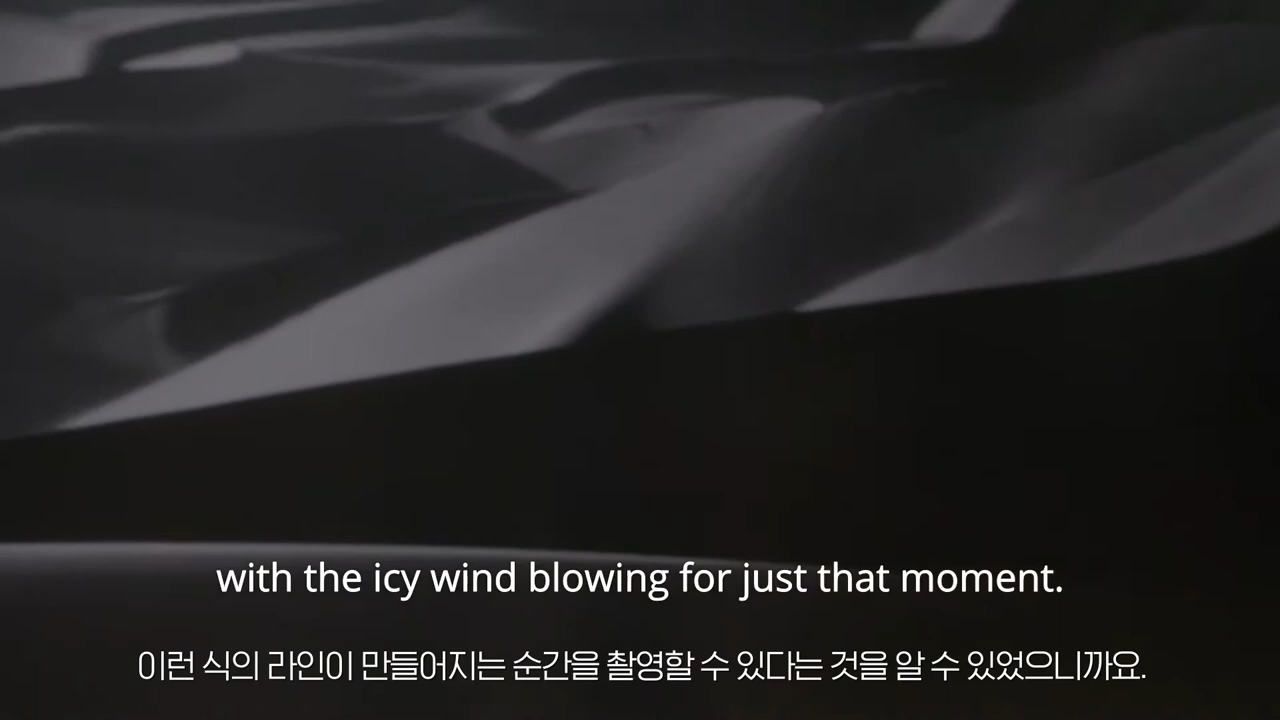 with the icy wind blowing for just that moment.
이런 식의 라인이 만들어지는 순간을 촬영할 수 있다는 것을 알 수 있었으니까요.